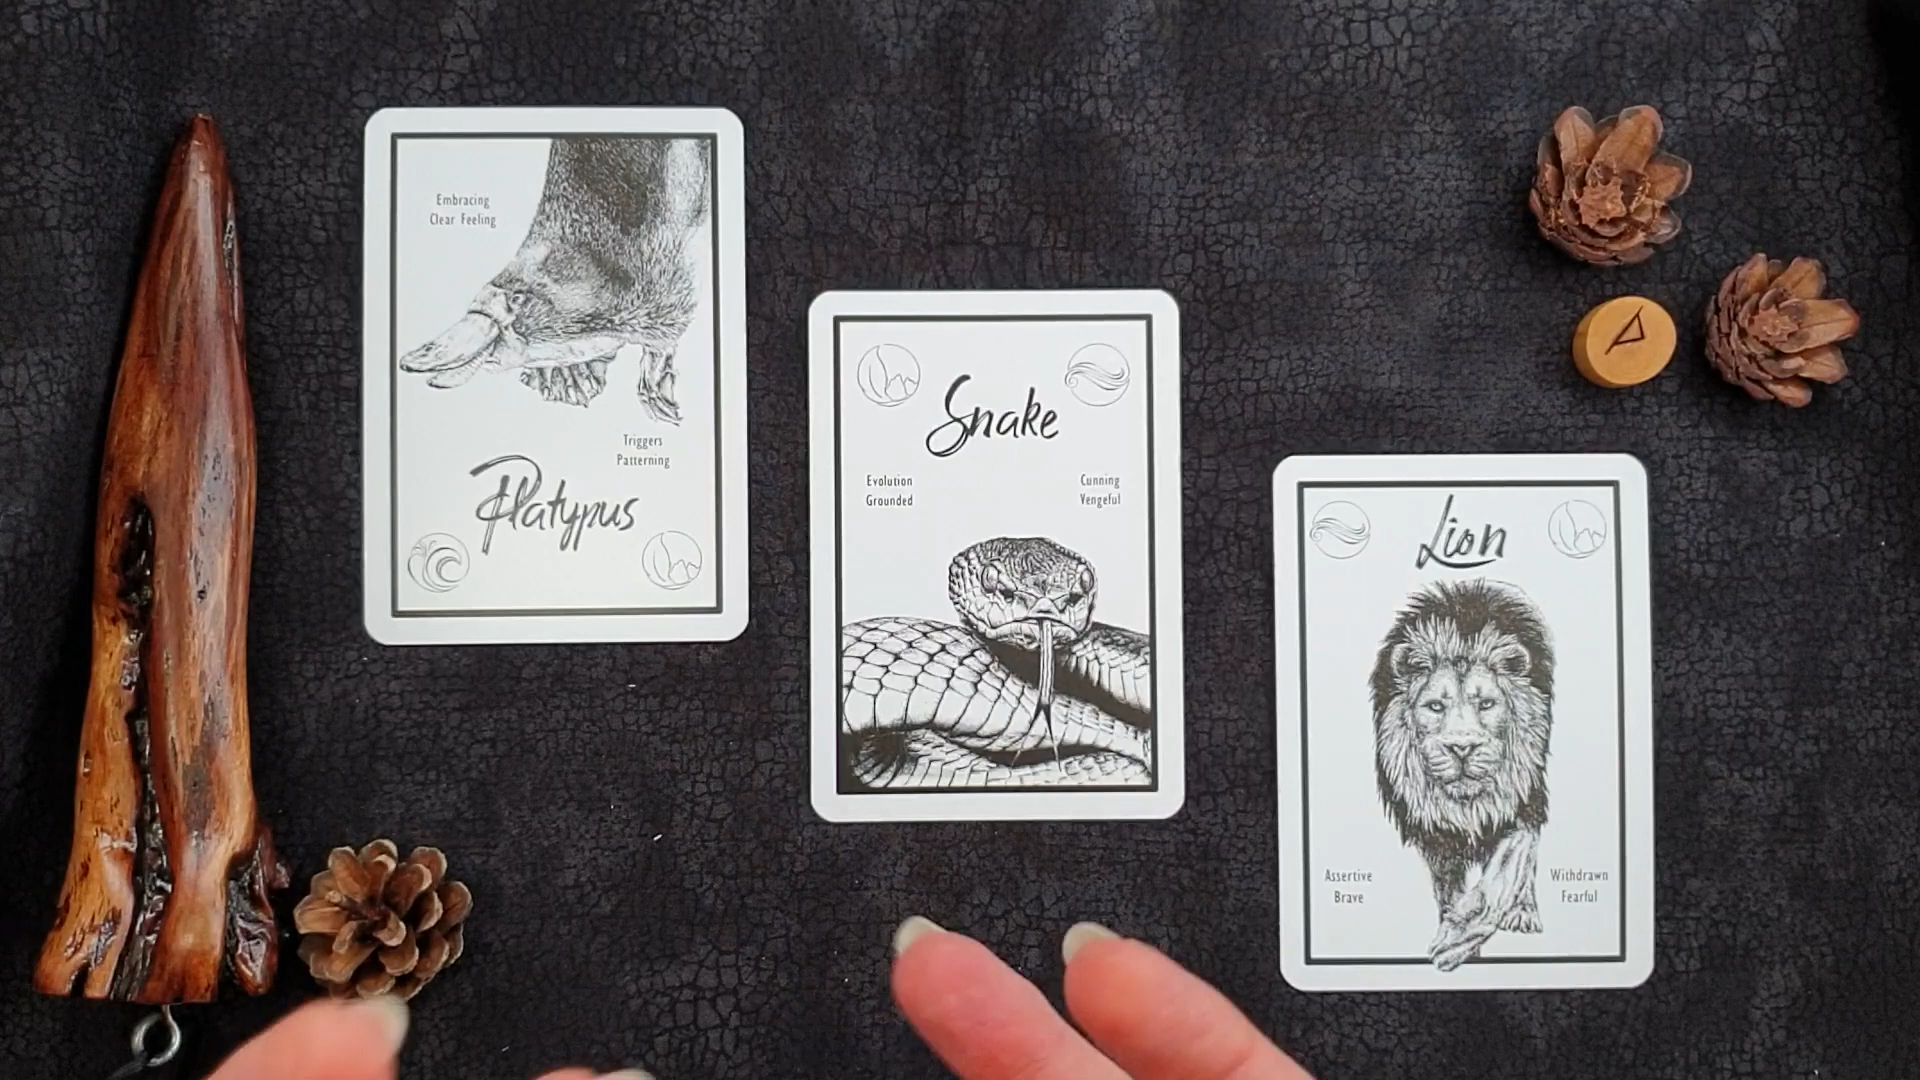 Embracing
Clear Feeling
Triggers
Patterning
Platypus
Snake
Evolution
Grounded
Cunning
Vengeful
Lion
Assertive
Brave
Withdrawn
Fearful